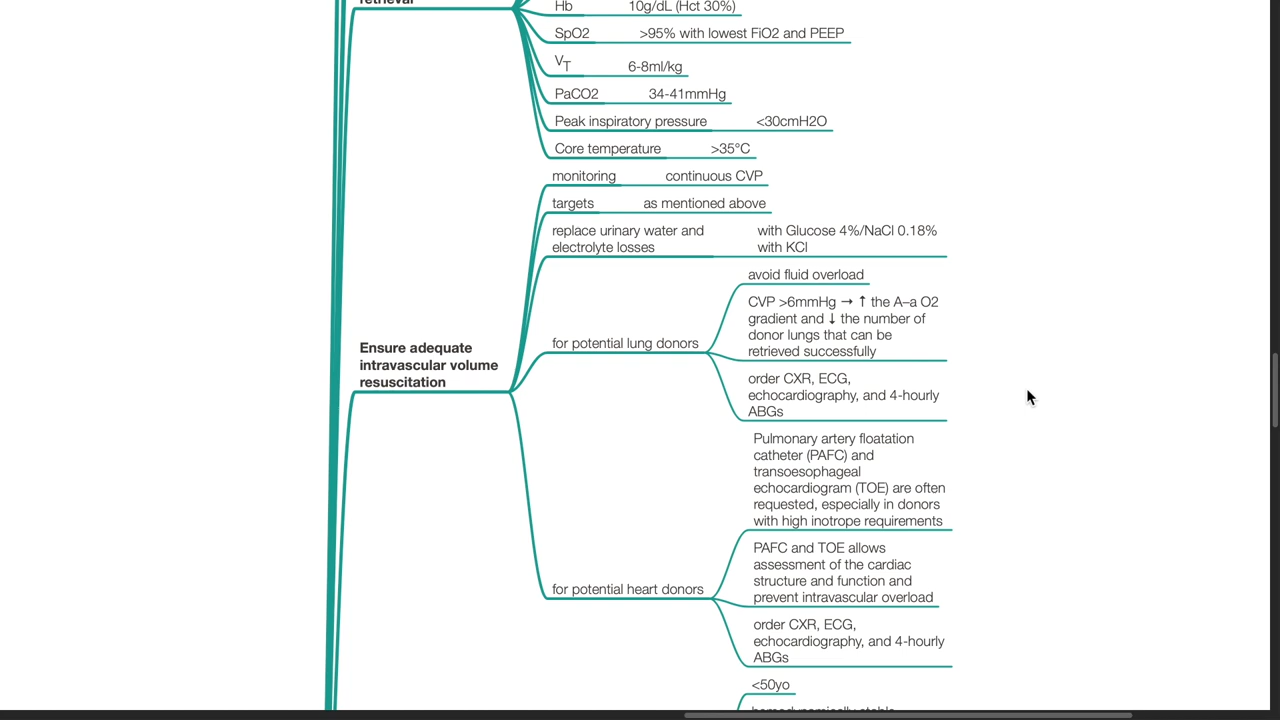 retrieval
Hb 10g/dL (Hct 30%)
SpO2 >95% with lowest FiO2 and PEEP
VT 6-8ml/kg
PaCO2 34-41mmHg
Peak inspiratory pressure <30cmH2O
Core temperature >35°C
monitoring continuous CVP
targets as mentioned above
replace urinary water and
electrolyte losses
with Glucose 4%/NaCl 0.18%
with KCl
Ensure adequate
intravascular volume
resuscitation
for potential lung donors
avoid fluid overload
CVP >6mmHg → ↑ the A–a O2
gradient and ↓ the number of
donor lungs that can be
retrieved successfully
order CXR, ECG,
echocardiography, and 4-hourly
ABGs
for potential heart donors
Pulmonary artery floatation
catheter (PAFC) and
transoesophageal
echocardiogram (TOE) are often
requested, especially in donors
with high inotrope requirements
PAFC and TOE allows
assessment of the cardiac
structure and function and
prevent intravascular overload
order CXR, ECG,
echocardiography, and 4-hourly
ABGs
<50yo
hemodynamically stable